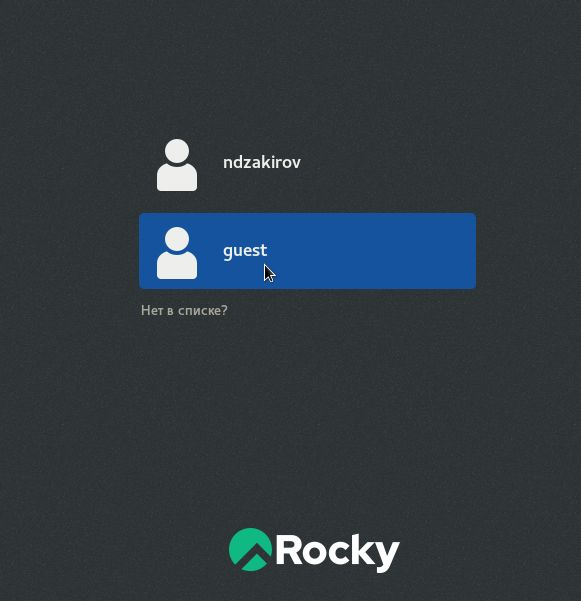 ndzakirov
guest
Нет в списке?
Rocky